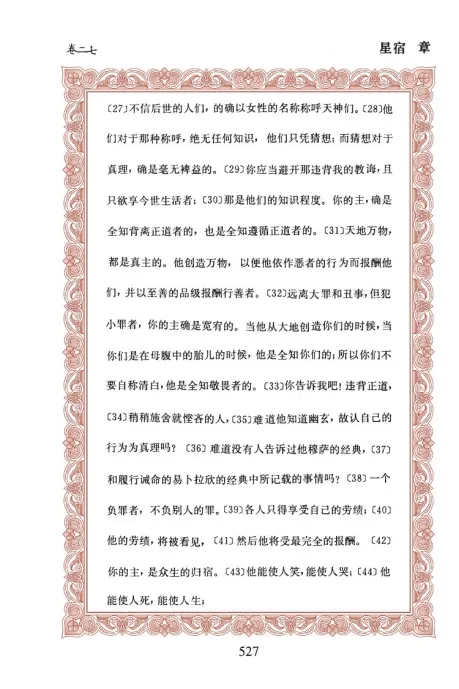 卷二七
星宿 章
〔27〕不信后世的人们，的确以女性的名称称呼天神们。〔28〕他
们对于那种称呼，绝无任何知识，他们只凭猜想；而猜想对于
真理，确是毫无裨益的。〔29〕你应当避开那违背我的教诲，且
只欲享今世生活者；〔30〕那是他们的知识程度。你的主，确是
全知背离正道者的，也是全知遵循正道者的。〔31〕天地万物，
都是真主的。他创造万物，以便他依作恶者的行为而报酬他
们，并以至善的品级报酬行善者。〔32〕远离大罪和丑事，但犯
小罪者，你的主确是宽宥的。当他从大地创造你们的时候，当
你们是在母腹中的胎儿的时候，他是全知你们的；所以你们不
要自称清白，他是全知敬畏者的。〔33〕你告诉我吧！违背正道，
〔34〕稍稍施舍就悭吝的人，〔35〕难道他知道幽玄，故认自己的
行为为真理吗？〔36〕难道没有人告诉过他穆萨的经典，〔37〕
和履行诫命的易卜拉欣的经典中所记载的事情吗？〔38〕一个
负罪者，不负别人的罪。〔39〕各人只得享受自己的劳绩；〔40〕
他的劳绩，将被看见，〔41〕然后他将受最完全的报酬。〔42〕
你的主，是众生的归宿。〔43〕他能使人笑，能使人哭；〔44〕他
能使人死，能使人生；
527